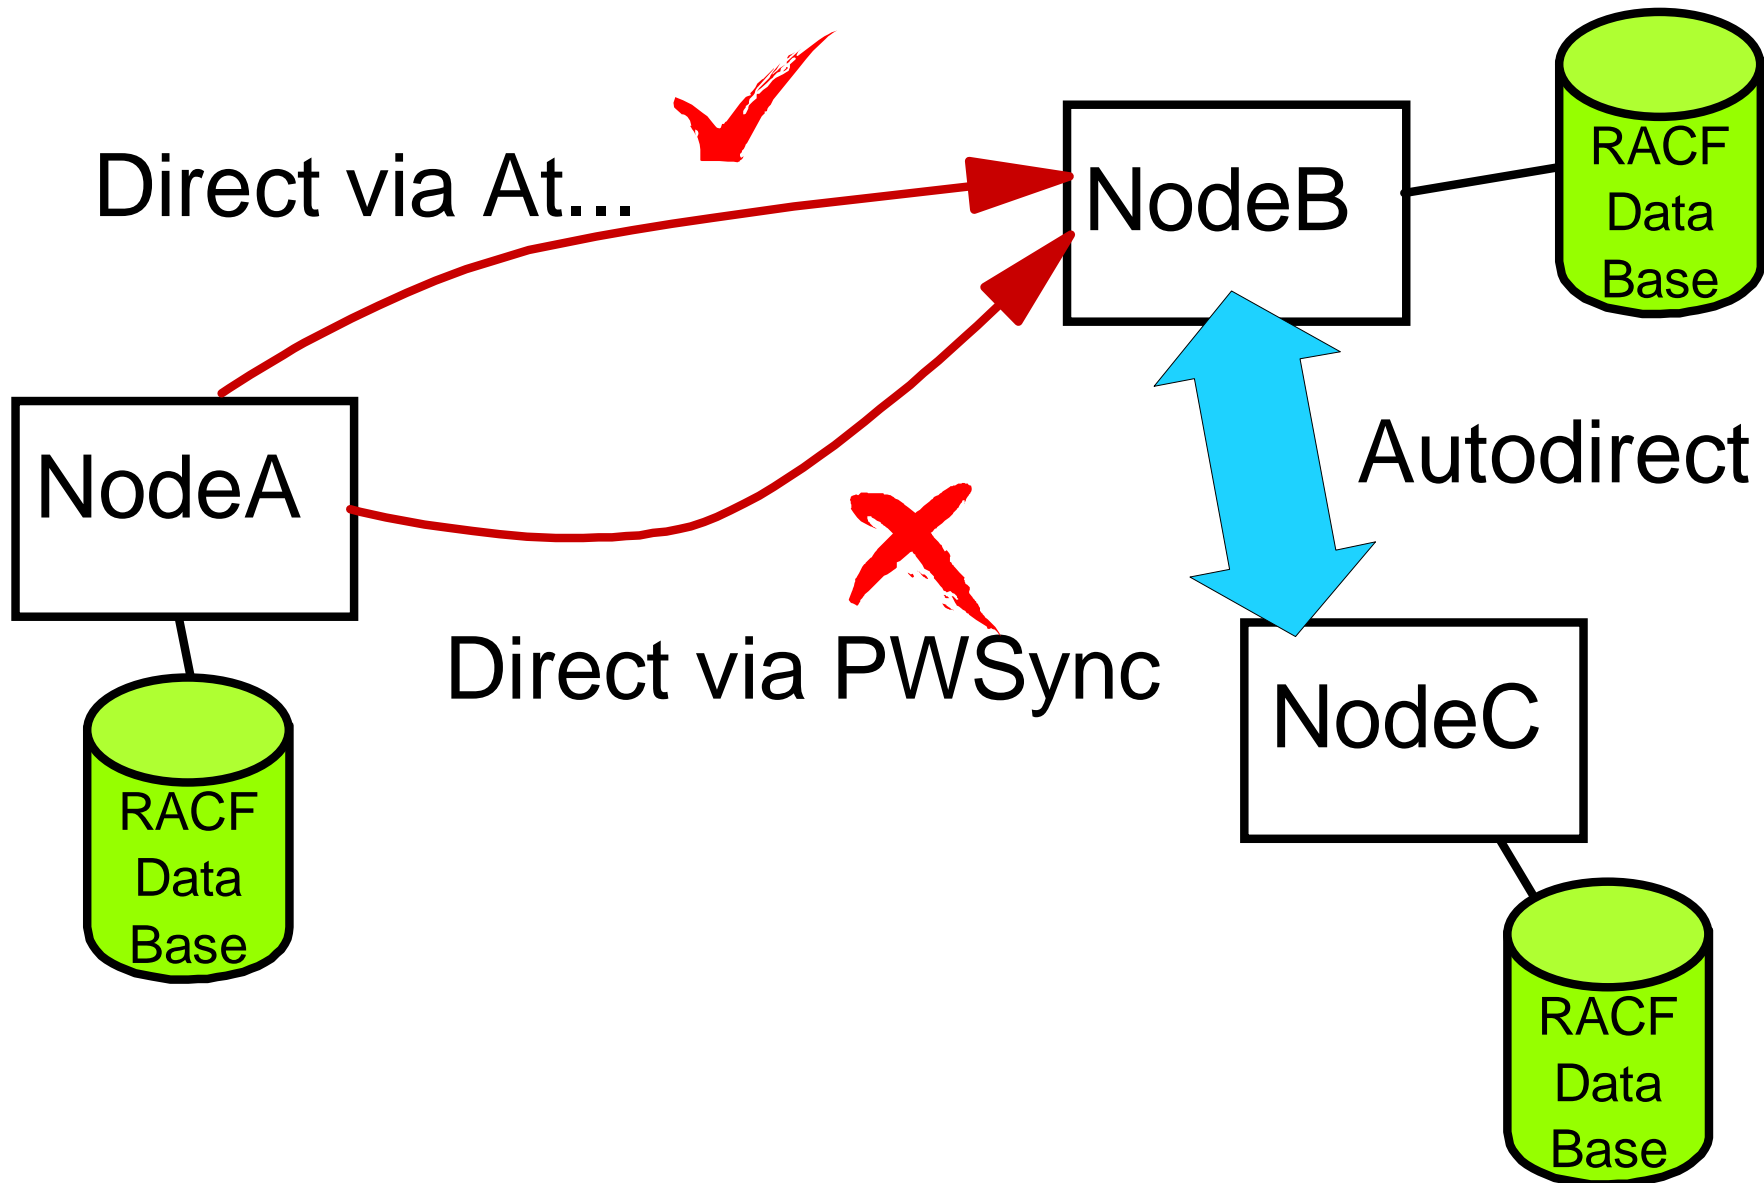 Direct via At...
NodeB
RACF
Data
Base
NodeA
Autodirect
Direct via PWSync
NodeC
RACF
Data
Base
RACF
Data
Base